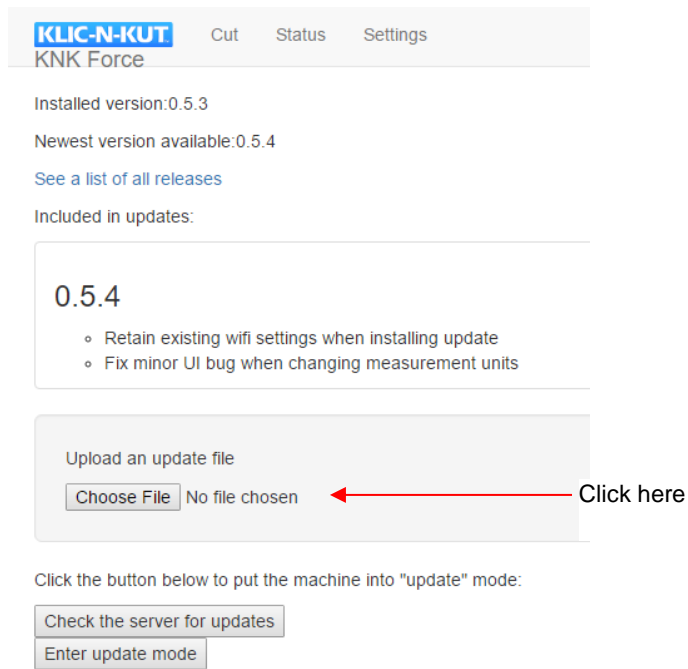 KLIC-N-KUT Cut Status Settings
KNK Force
Installed version:0.5.3
Newest version available:0.5.4
See a list of all releases
Included in updates:
0.5.4
Retain existing wifi settings when installing update
Fix minor UI bug when changing measurement units
Upload an update file
Choose File No file chosen Click here
Click the button below to put the machine into "update" mode:
Check the server for updates
Enter update mode